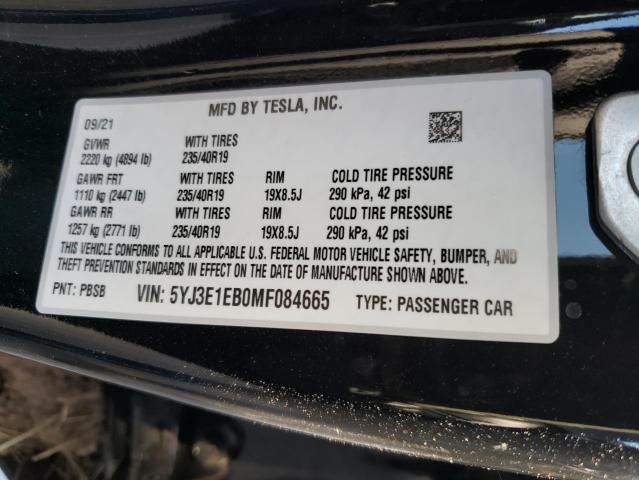 MFD BY TESLA, INC.
09/21
GVWR WITH TIRES
2220 kg (4894 lb) 235/40R19
GAWR FRT WITH TIRES RIM COLD TIRE PRESSURE
1110 kg (2447 lb) 235/40R19 19X8.5J 290 kPa, 42 psi
GAWR RR WITH TIRES RIM COLD TIRE PRESSURE
1257 kg (2771 lb) 235/40R19 19X8.5J 290 kPa, 42 psi
THIS VEHICLE CONFORMS TO ALL APPLICABLE U.S. FEDERAL MOTOR VEHICLE SAFETY, BUMPER, AND
THEFT PREVENTION STANDARDS IN EFFECT ON THE DATE OF MANUFACTURE SHOWN ABOVE.
PNT: PBSB VIN: 5YJ3E1EB0MF084665 TYPE: PASSENGER CAR